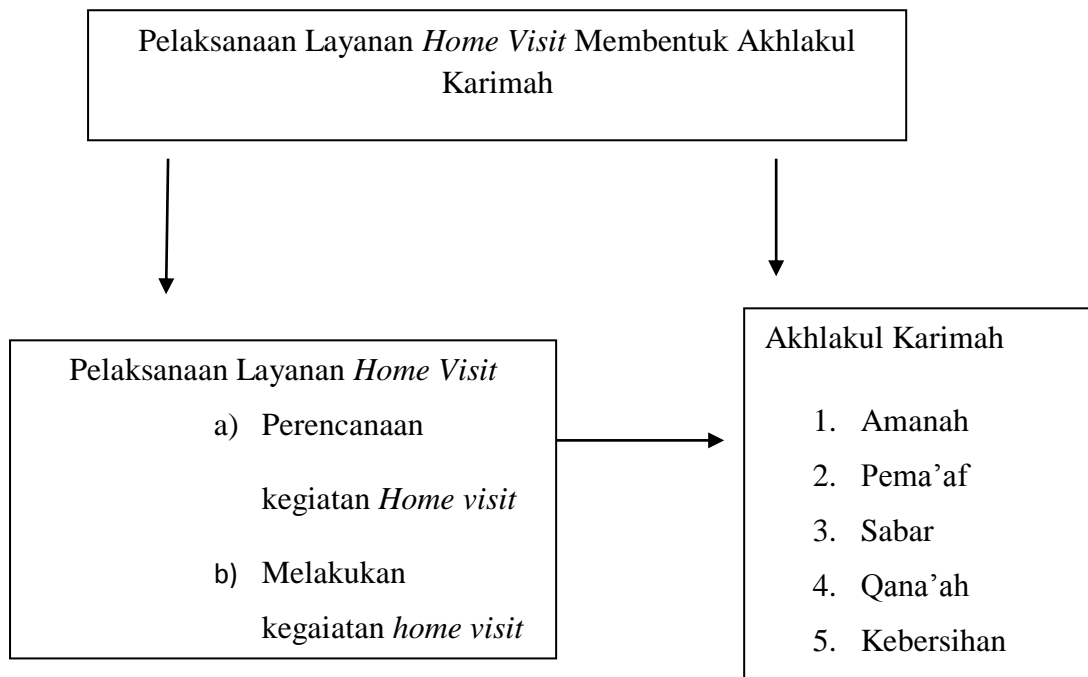 Pelaksanaan Layanan Home Visit Membentuk Akhlakul
Karimah
Pelaksanaan Layanan Home Visit
a) Perencanaan
kegiatan Home visit
b) Melakukan
kegaiatan home visit
Akhlakul Karimah
1. Amanah
2. Pema’af
3. Sabar
4. Qana’ah
5. Kebersihan